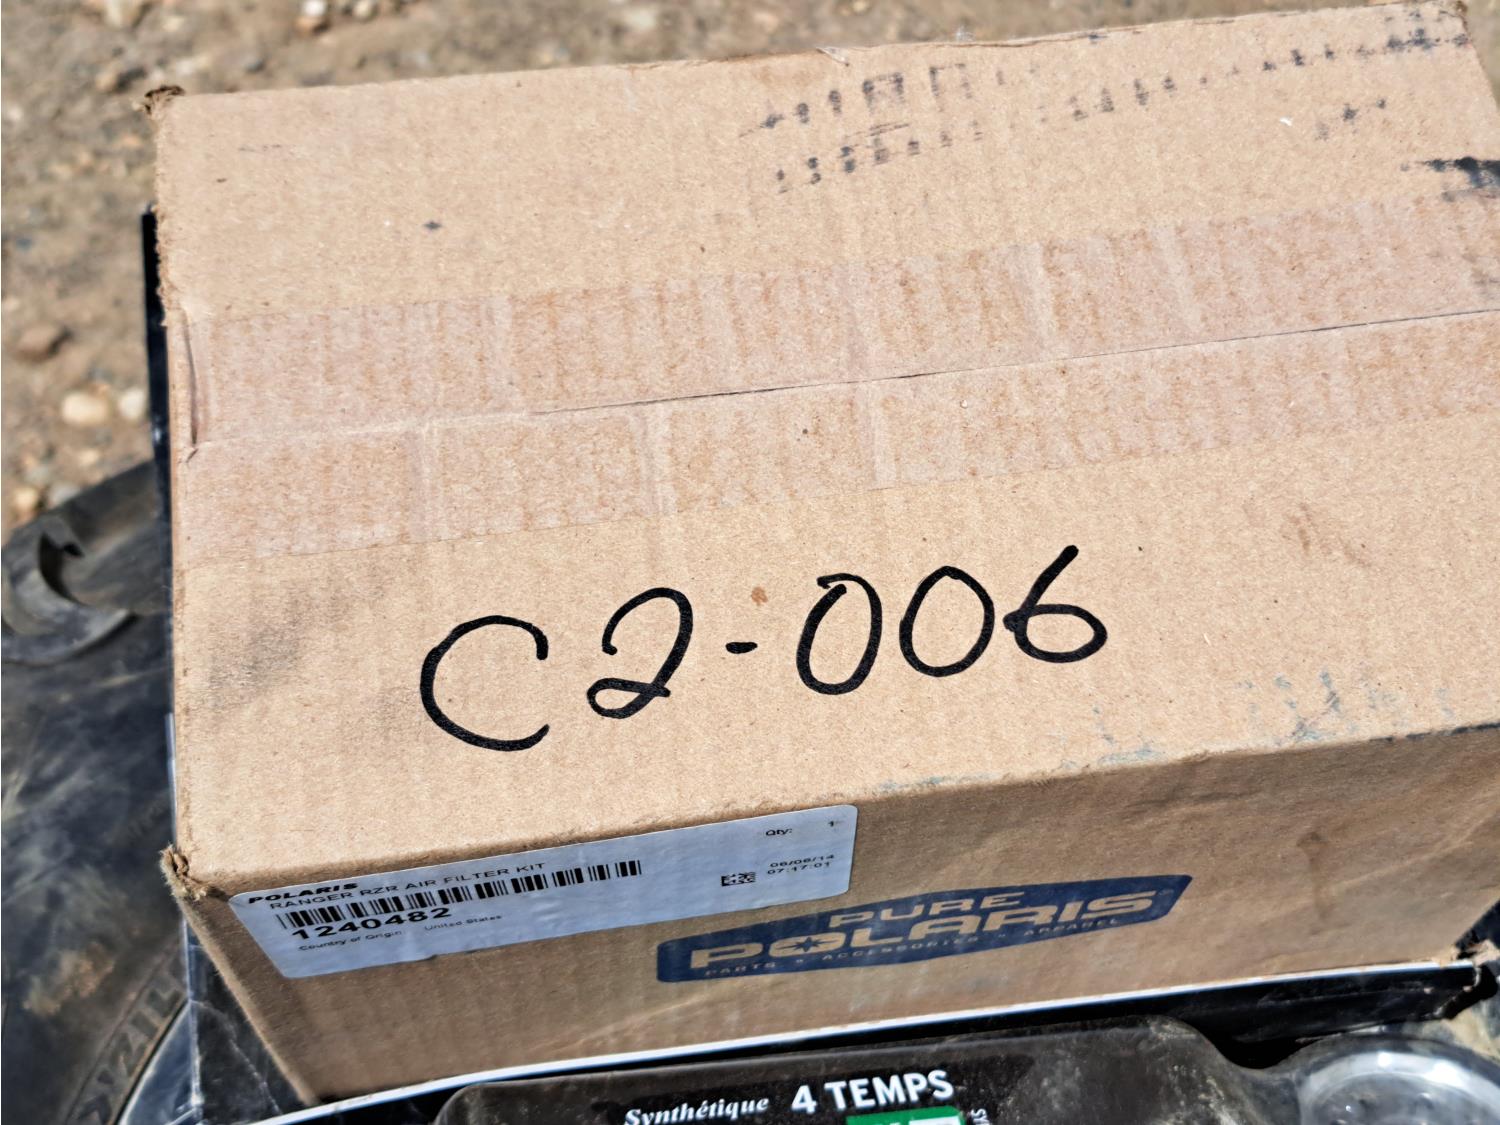 C2-006
POLARIS
RANGER RZR AIR FILTER KIT
Qty: 1
06/06/14
07:17:01
1240482
Country of Origin: United States
PURE
POLARIS
PARTS • ACCESSORIES • APPAREL
Synthétique 4 TEMPS